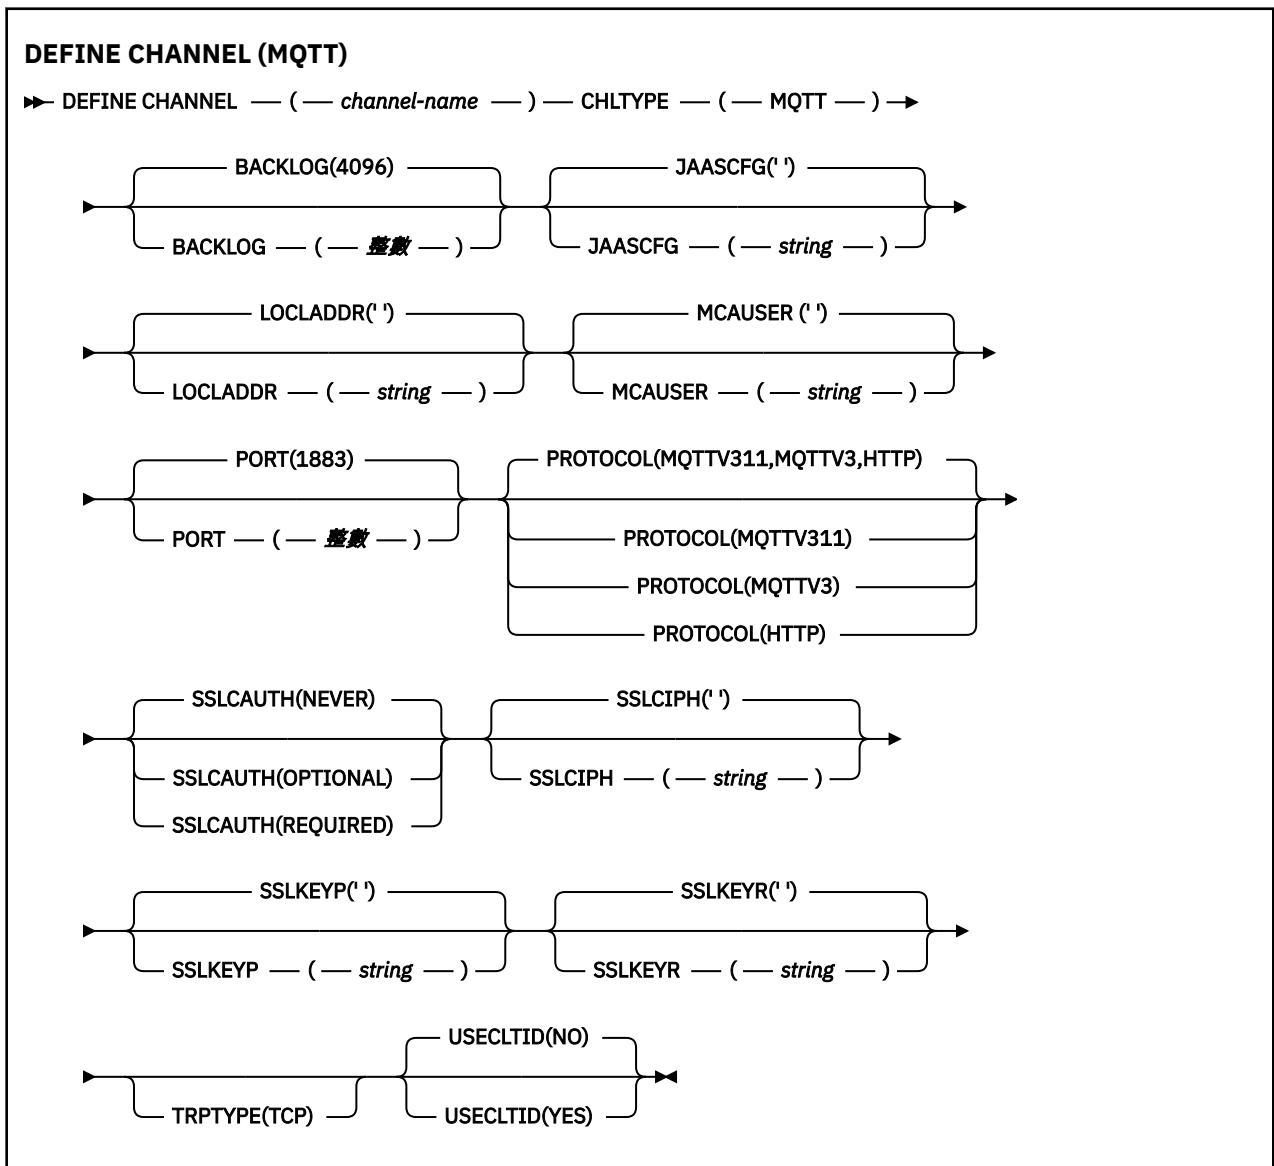 DEFINE CHANNEL (MQTT)
DEFINE CHANNEL ( channel-name ) CHLTYPE ( MQTT )
BACKLOG(4096) JAASCFG(' ')
BACKLOG ( 整數 ) JAASCFG ( string )
LOCLADDR(' ') MCAUSER (' ')
LOCLADDR ( string ) MCAUSER ( string )
PORT(1883) PROTOCOL(MQTTV311,MQTTV3,HTTP)
PORT ( 整數 ) PROTOCOL(MQTTV311)
PROTOCOL(MQTTV3)
PROTOCOL(HTTP)
SSLCAUTH(NEVER) SSLCIPH(' ')
SSLCAUTH(OPTIONAL) SSLCIPH ( string )
SSLCAUTH(REQUIRED)
SSLKEYP(' ') SSLKEYR(' ')
SSLKEYP ( string ) SSLKEYR ( string )
USECLTID(NO)
TRPTYPE(TCP) USECLTID(YES)